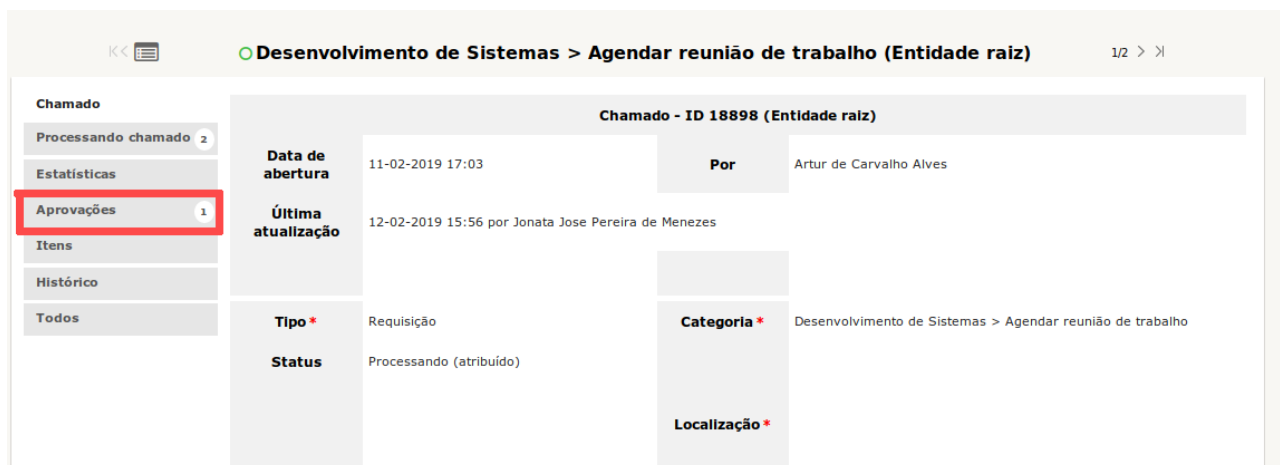 Desenvolvimento de Sistemas > Agendar reunião de trabalho (Entidade raiz)
1/2
Chamado
Processando chamado 2
Estatísticas
Aprovações 1
Itens
Histórico
Todos
Chamado - ID 18898 (Entidade raiz)
Data de abertura
11-02-2019 17:03
Por
Artur de Carvalho Alves
Última atualização
12-02-2019 15:56 por Jonata Jose Pereira de Menezes
Tipo *
Requisição
Categoria *
Desenvolvimento de Sistemas > Agendar reunião de trabalho
Status
Processando (atribuído)
Localização *